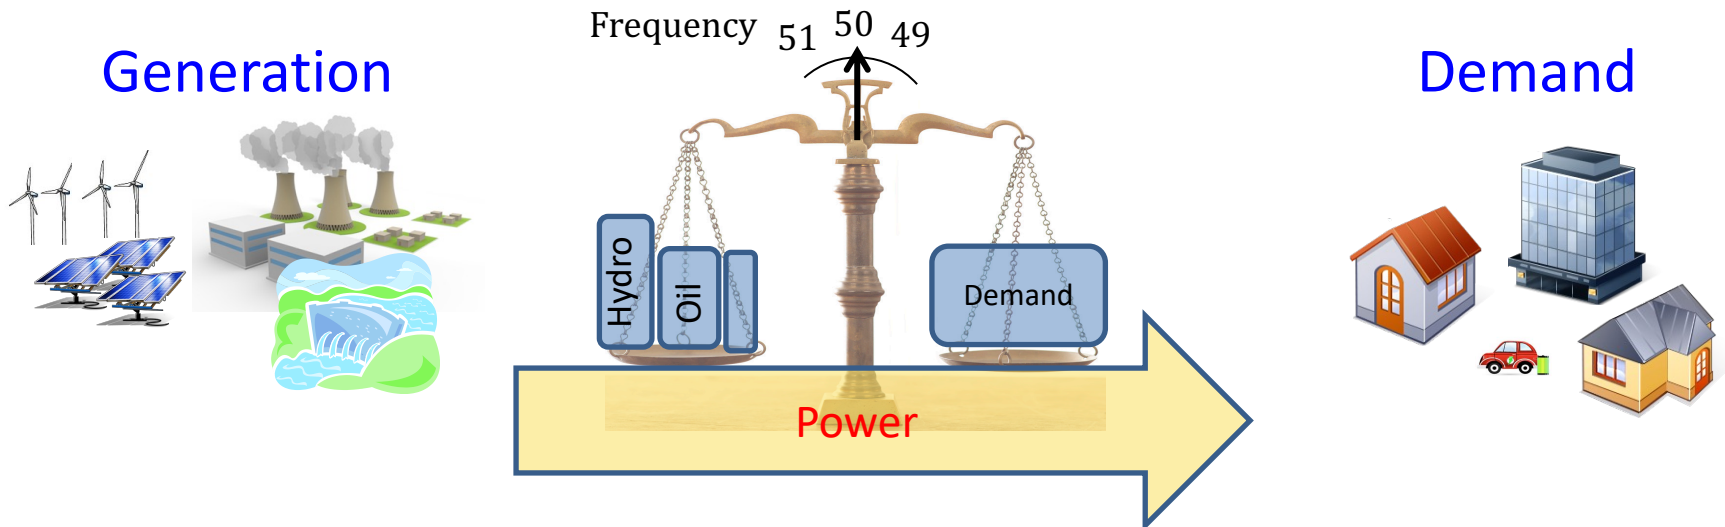 Generation
Frequency 51 50 49
Demand
Hydro
Oil
Demand
Power